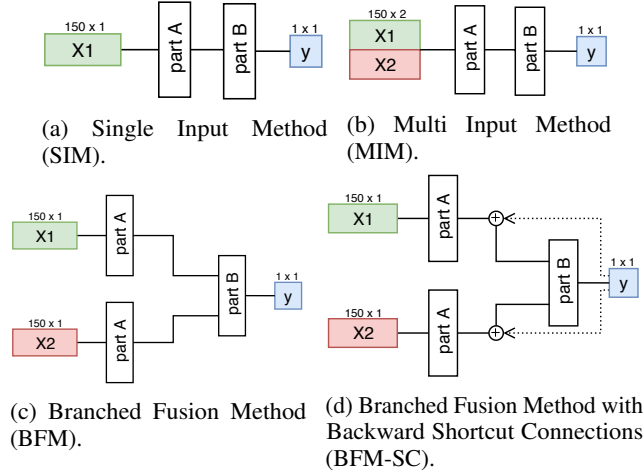 150 x 1
X1
part A
part B
1 x 1
y
(a) Single Input Method
(SIM).
150 x 2
X1
X2
part A
part B
1 x 1
y
(b) Multi Input Method
(MIM).
150 x 1
X1
part A
150 x 1
X2
part A
part B
1 x 1
y
(c) Branched Fusion Method
(BFM).
150 x 1
X1
part A
150 x 1
X2
part A
part B
1 x 1
y
(d) Branched Fusion Method with
Backward Shortcut Connections
(BFM-SC).